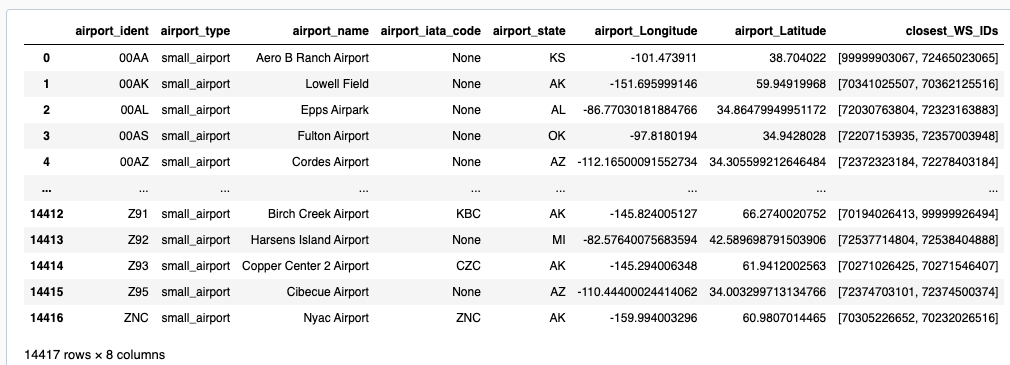 airport_ident airport_type airport_name airport_iata_code airport_state airport_Longitude airport_Latitude closest_WS_IDs
0 00AA small_airport Aero B Ranch Airport None KS -101.473911 38.704022 [99999903067, 72465023065]
1 00AK small_airport Lowell Field None AK -151.695999146 59.94919968 [70341025507, 70362125516]
2 00AL small_airport Epps Airpark None AL -86.77030181884766 34.86479949951172 [72030763804, 72323163883]
3 00AS small_airport Fulton Airport None OK -97.8180194 34.9428028 [72207153935, 72357003948]
4 00AZ small_airport Cordes Airport None AZ -112.16500091552734 34.305599212646484 [72372323184, 72278403184]
... ... ... ... ... ... ... ... ...
14412 Z91 small_airport Birch Creek Airport KBC AK -145.824005127 66.2740020752 [70194026413, 99999926494]
14413 Z92 small_airport Harsens Island Airport None MI -82.57640075683594 42.589698791503906 [72537714804, 72538404888]
14414 Z93 small_airport Copper Center 2 Airport CZC AK -145.294006348 61.9412002563 [70271026425, 70271546407]
14415 Z95 small_airport Cibecue Airport None AZ -110.44400024414062 34.003299713134766 [72374703101, 72374500374]
14416 ZNC small_airport Nyac Airport ZNC AK -159.994003296 60.9807014465 [70305226652, 70232026516]
14417 rows × 8 columns